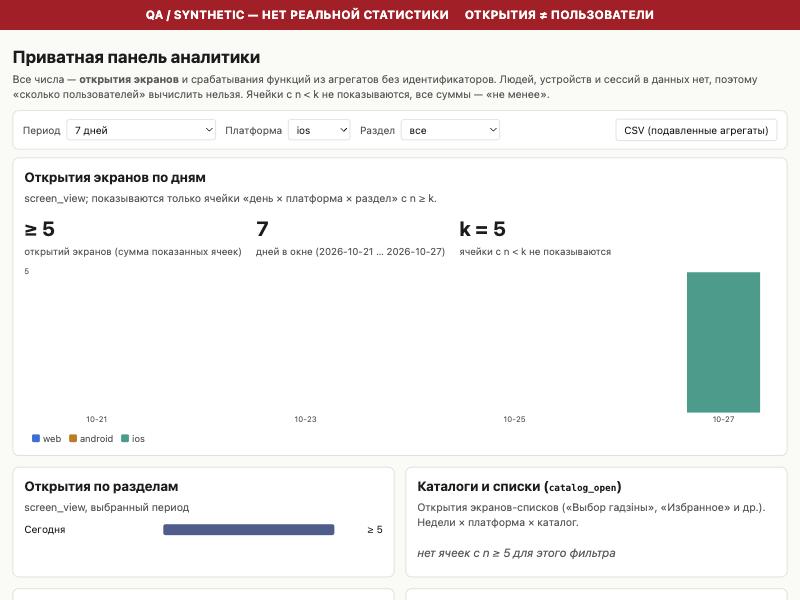 QA / SYNTHETIC — НЕТ РЕАЛЬНОЙ СТАТИСТИКИ ОТКРЫТИЯ ≠ ПОЛЬЗОВАТЕЛИ
Приватная панель аналитики
Все числа — открытия экранов и срабатывания функций из агрегатов без идентификаторов. Людей, устройств и сессий в данных нет, поэтому
«сколько пользователей» вычислить нельзя. Ячейки с n < k не показываются, все суммы — «не менее».
Период 7 дней Платформа ios Раздел все CSV (подавленные агрегаты)
Открытия экранов по дням
screen_view; показываются только ячейки «день × платформа × раздел» с n ≥ k.
≥ 5 7 k = 5
открытий экранов (сумма показанных ячеек) дней в окне (2026-10-21 … 2026-10-27) ячейки с n < k не показываются
5
10-21 10-23 10-25 10-27
web android ios
Открытия по разделам
screen_view, выбранный период
Сегодня ≥ 5
Каталоги и списки (catalog_open)
Открытия экранов-списков («Выбор гадзіны», «Избранное» и др.).
Недели × платформа × каталог.
нет ячеек с n ≥ 5 для этого фильтра